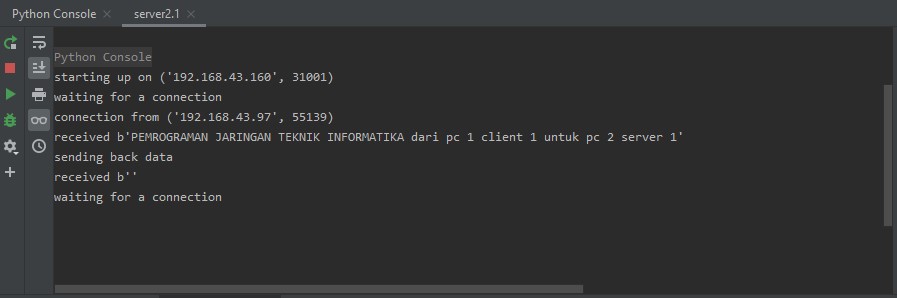 Python Console
server2.1
Python Console
starting up on ('192.168.43.160', 31001)
waiting for a connection
connection from ('192.168.43.97', 55139)
received b'PEMROGRAMAN JARINGAN TEKNIK INFORMATIKA dari pc 1 client 1 untuk pc 2 server 1'
sending back data
received b''
waiting for a connection